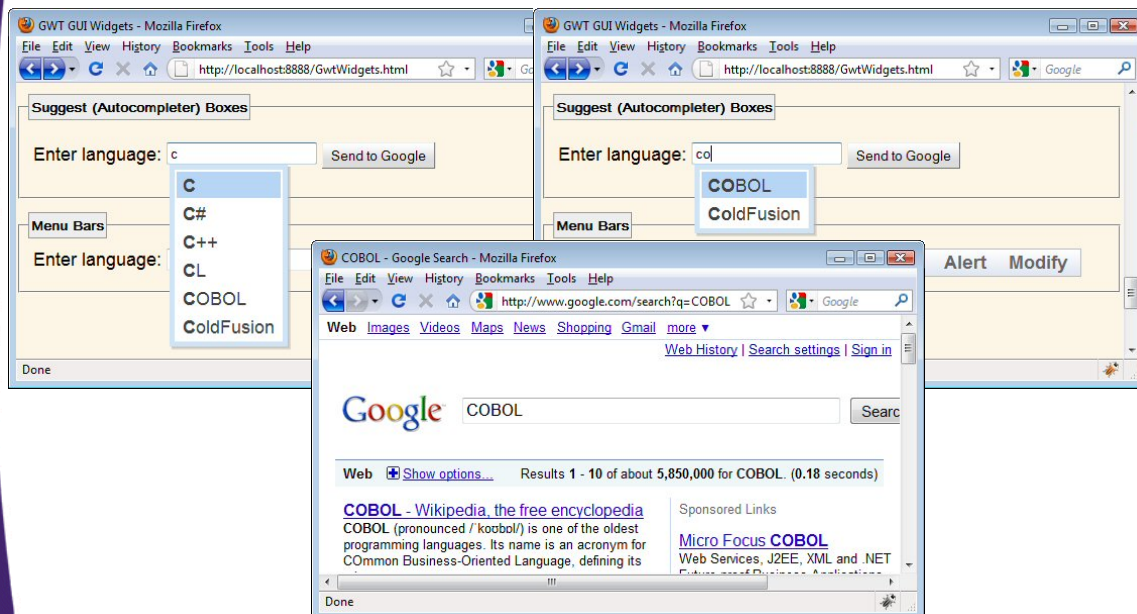 GWT GUI Widgets - Mozilla Firefox
File Edit View History Bookmarks Tools Help
http://localhost:8888/GwtWidgets.html
Suggest (Autocompleter) Boxes
Enter language: c Send to Google
C
C#
C++
CL
COBOL
ColdFusion
Menu Bars
Enter language:
Done
GWT GUI Widgets - Mozilla Firefox
File Edit View History Bookmarks Tools Help
http://localhost:8888/GwtWidgets.html Google
Suggest (Autocompleter) Boxes
Enter language: co Send to Google
COBOL
ColdFusion
Menu Bars
Alert Modify
COBOL - Google Search - Mozilla Firefox
File Edit View History Bookmarks Tools Help
http://www.google.com/search?q=COBOL Google
Web Images Videos Maps News Shopping Gmail more ▼
Web History | Search settings | Sign in
Google COBOL Searc
Web Show options... Results 1 - 10 of about 5,850,000 for COBOL. (0.18 seconds)
COBOL - Wikipedia, the free encyclopedia
COBOL (pronounced /ˈkoʊbɒl/) is one of the oldest
programming languages. Its name is an acronym for
COmmon Business-Oriented Language, defining its
Sponsored Links
Micro Focus COBOL
Web Services, J2EE, XML and .NET
Done